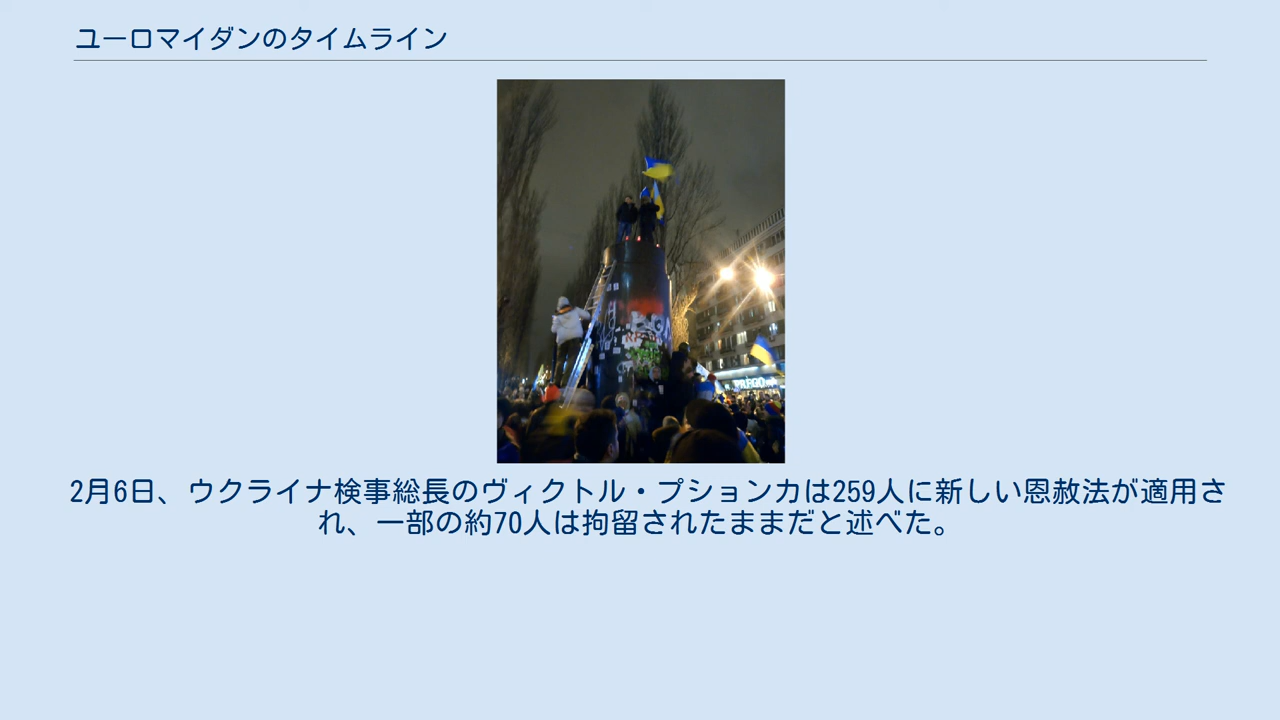 ユーロマイダンのタイムライン
2月6日、ウクライナ検事総長のヴィクトル・プションカは259人に新しい恩赦法が適用さ
れ、一部の約70人は拘留されたままだと述べた。